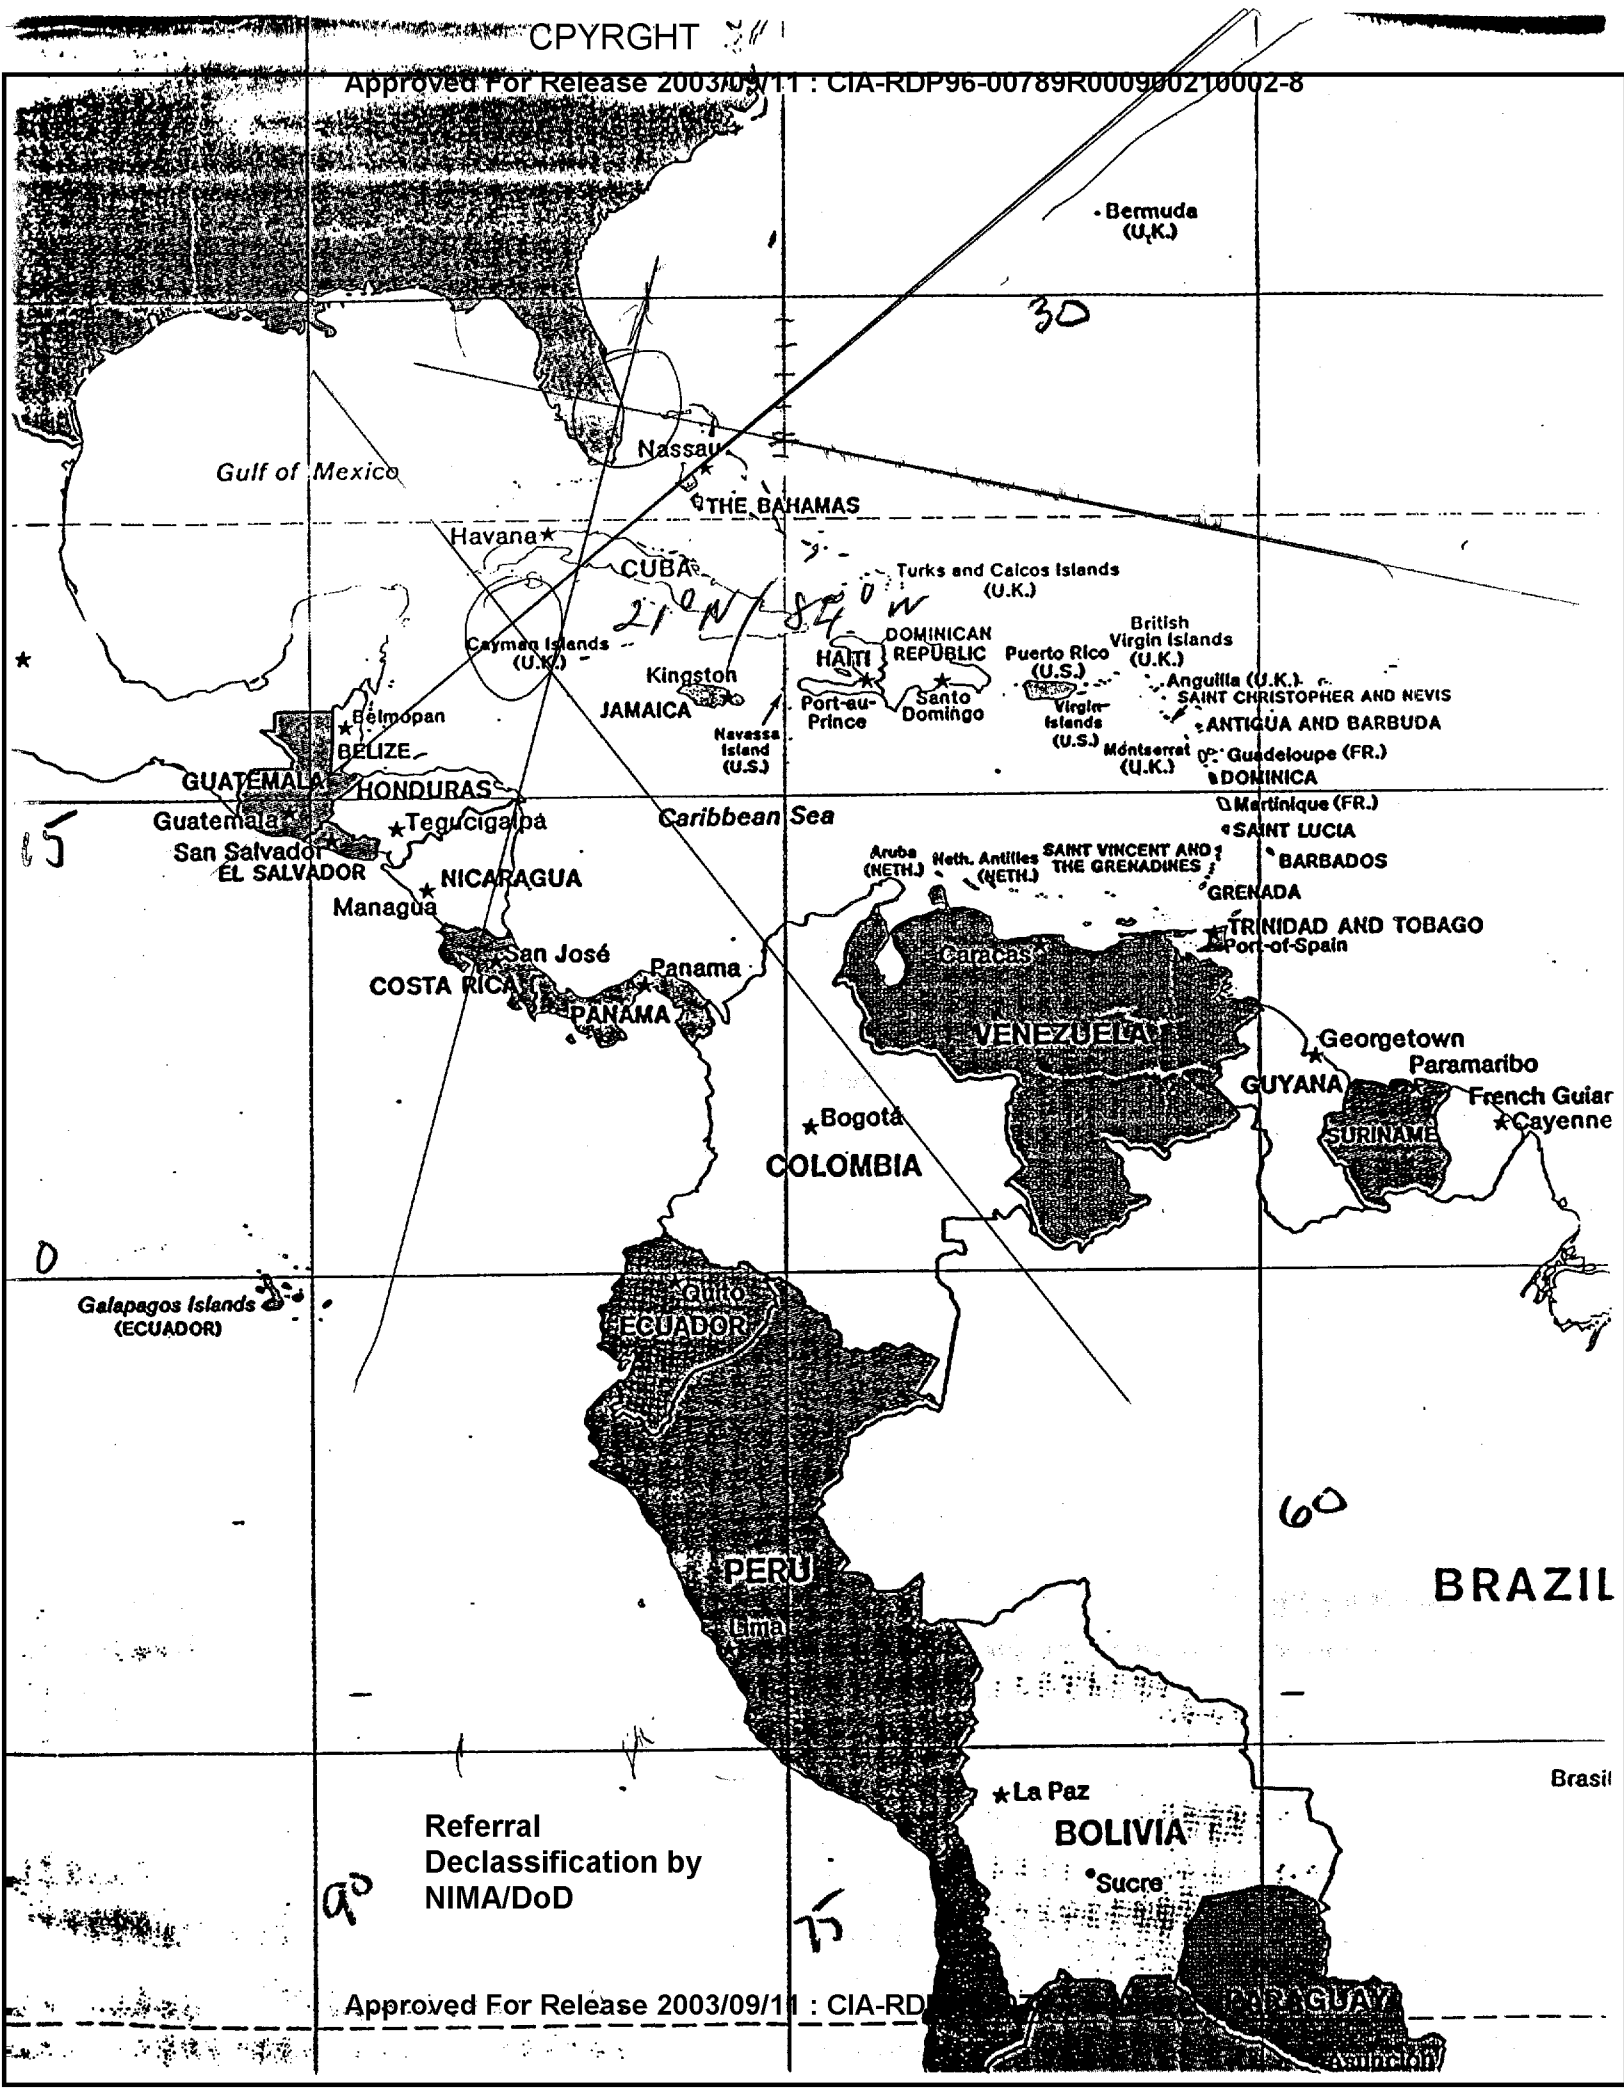 CPYRGHT
Approved For Release 2003/09/11 : CIA-RDP96-00789R000900210002-8
Bermuda
(U.K.)
30
Nassau
Gulf of Mexico
THE BAHAMAS
Havana
CUBA
Turks and Caicos Islands
(U.K.)
21°N/84°W
Cayman Islands
(U.K.)
DOMINICAN
REPUBLIC
HAITI
British
Virgin Islands
(U.K.)
Puerto Rico
(U.S.)
Kingston
JAMAICA
Port-au-
Prince
Santo
Domingo
Virgin
Islands
(U.S.)
Anguilla (U.K.)
SAINT CHRISTOPHER AND NEVIS
ANTIGUA AND BARBUDA
Navassa
Island
(U.S.)
Montserrat
(U.K.)
Guadeloupe (FR.)
DOMINICA
Belmopan
BELIZE
GUATEMALA
HONDURAS
Martinique (FR.)
Guatemala
Tegucigalpa
Caribbean Sea
SAINT LUCIA
15
San Salvador
EL SALVADOR
NICARAGUA
Managua
Aruba
(NETH.)
Neth. Antilles
(NETH.)
SAINT VINCENT AND
THE GRENADINES
BARBADOS
GRENADA
TRINIDAD AND TOBAGO
Port-of-Spain
San José
COSTA RICA
Panama
PANAMA
Caracas
VENEZUELA
Georgetown
GUYANA
Paramaribo
SURINAME
French Guiar
Cayenne
Bogotá
COLOMBIA
0
Galapagos Islands
(ECUADOR)
Quito
ECUADOR
60
PERU
Lima
BRAZIL
La Paz
BOLIVIA
Sucre
Brasil
Referral
Declassification by
NIMA/DoD
90
75
Approved For Release 2003/09/11 : CIA-RD
PARAGUAY
Asunción